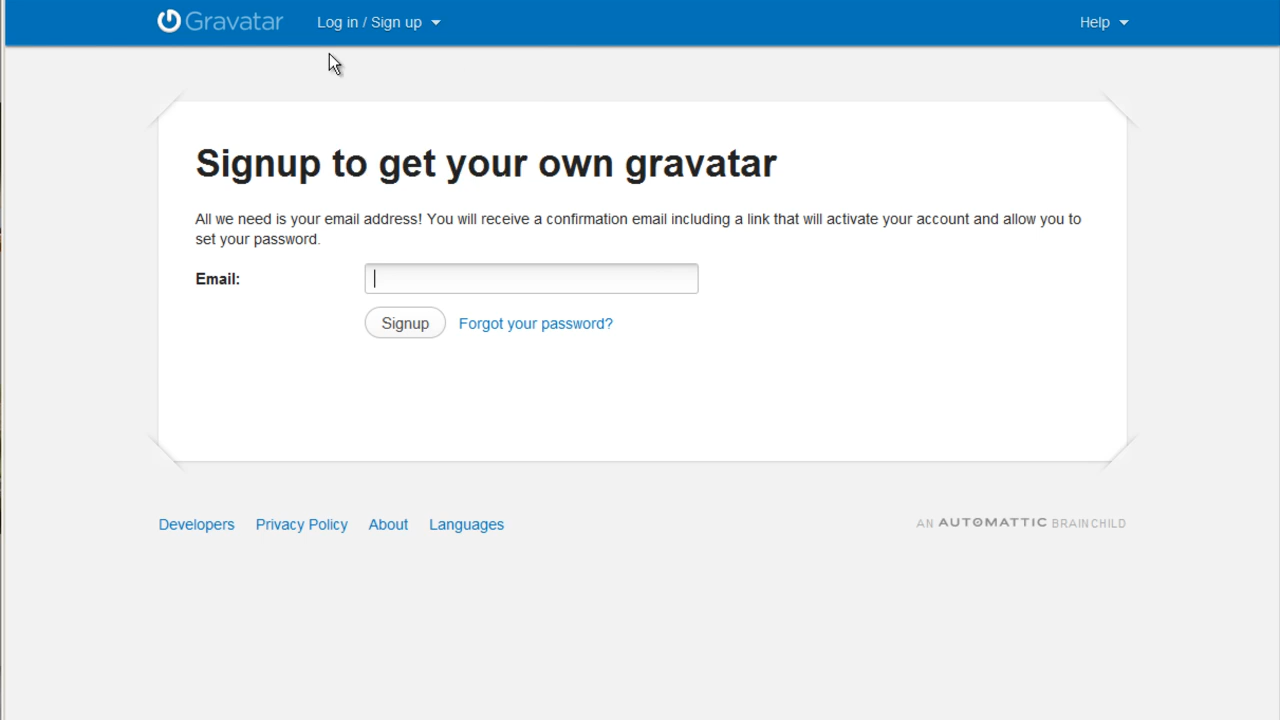 Gravatar Log in / Sign up Help
Signup to get your own gravatar
All we need is your email address! You will receive a confirmation email including a link that will activate your account and allow you to
set your password.
Email:
Signup Forgot your password?
Developers Privacy Policy About Languages AN AUTOMATTIC BRAINCHILD